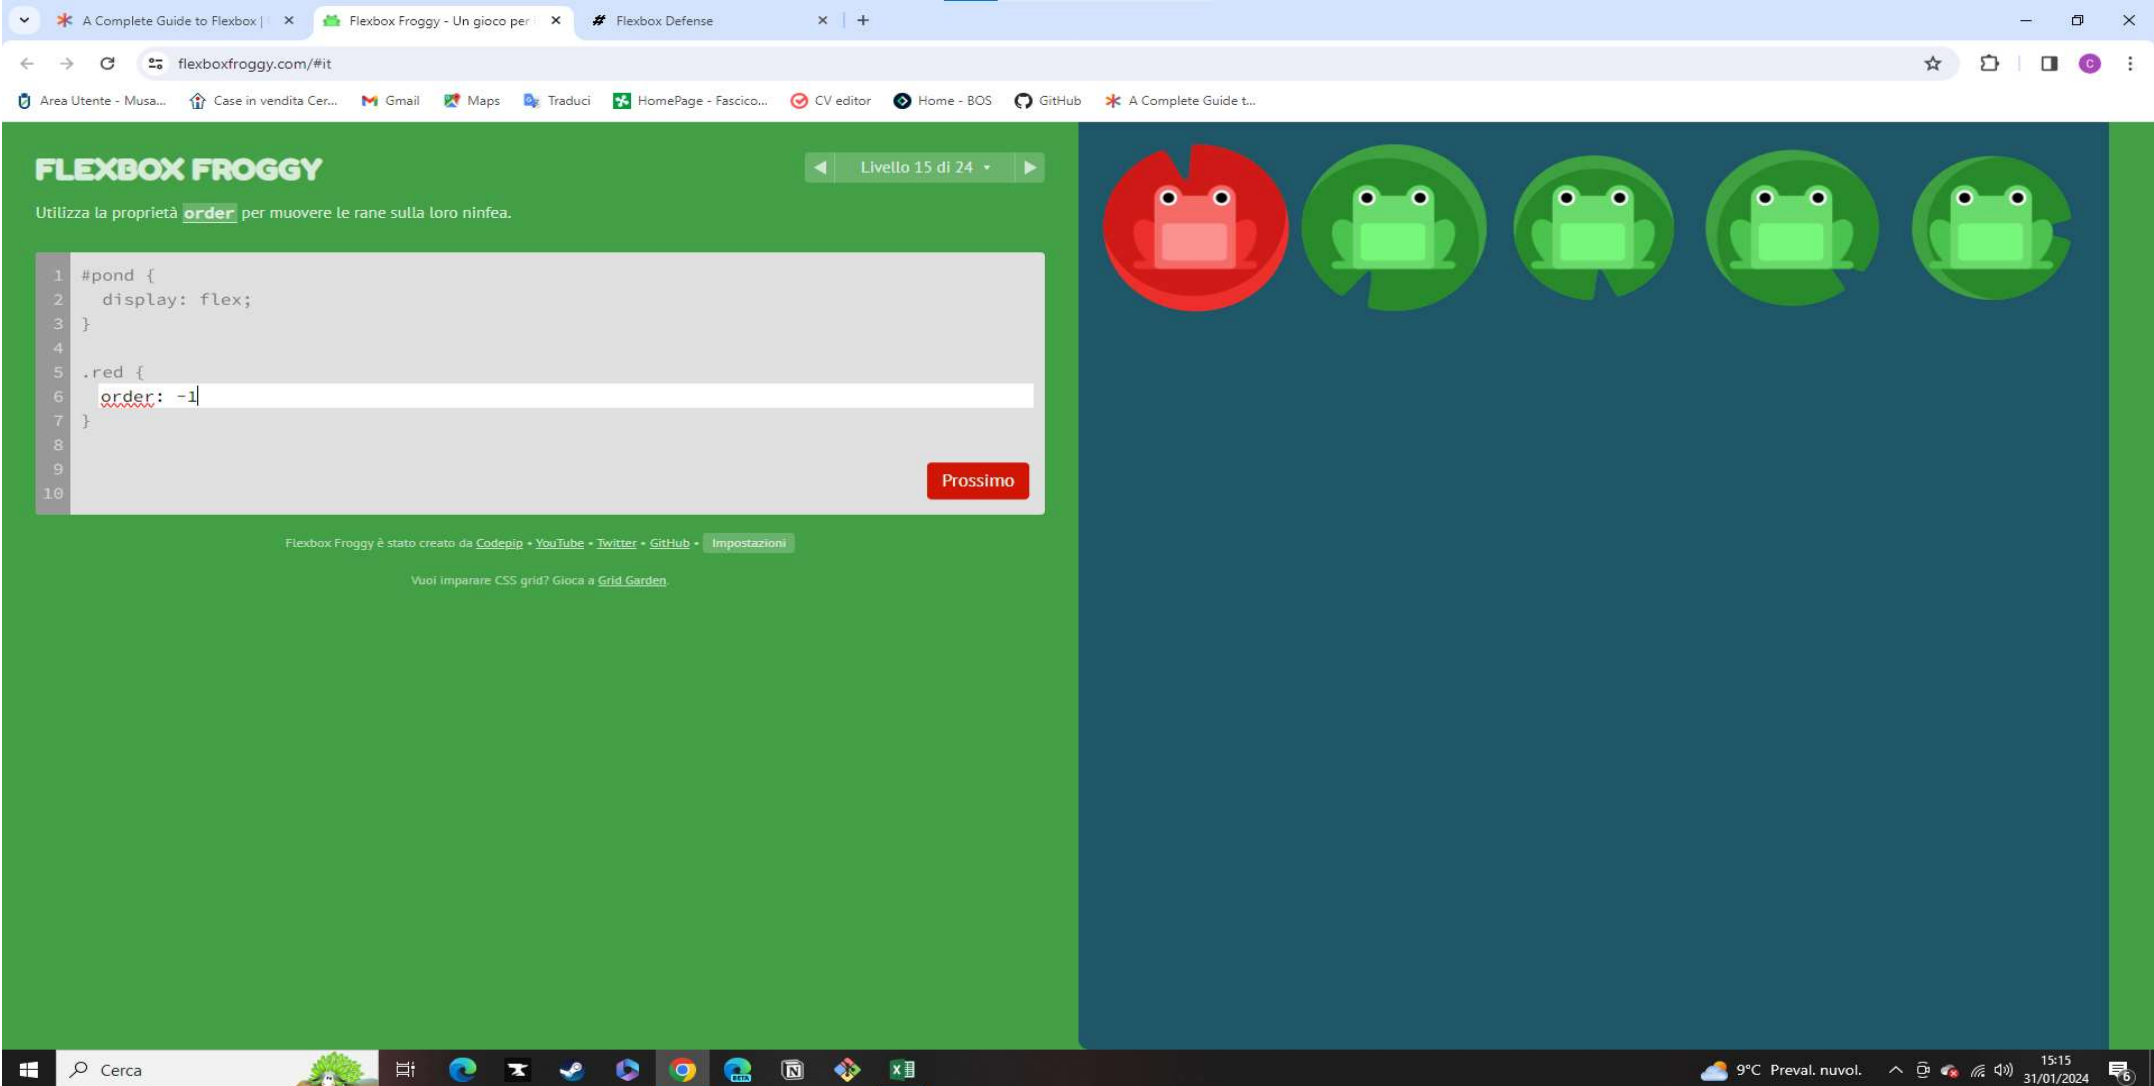 A Complete Guide to Flexbox |
Flexbox Froggy - Un gioco per i
Flexbox Defense
flexboxfroggy.com/#it
C
Area Utente - Musa...
Case in vendita Cer...
Gmail
Maps
Traduci
HomePage - Fascico...
CV editor
Home - BOS
GitHub
A Complete Guide t...
FLEXBOX FROGGY
Livello 15 di 24
Utilizza la proprietà order per muovere le rane sulla loro ninfea.
1 #pond {
2 display: flex;
3 }
4
5 .red {
6 order: -1
7 }
8
9
10
Prossimo
Flexbox Froggy è stato creato da Codepip • YouTube • Twitter • GitHub • Impostazioni
Vuoi imparare CSS grid? Gioca a Grid Garden.
Cerca
BETA
9°C Preval. nuvol.
15:15
31/01/2024
6